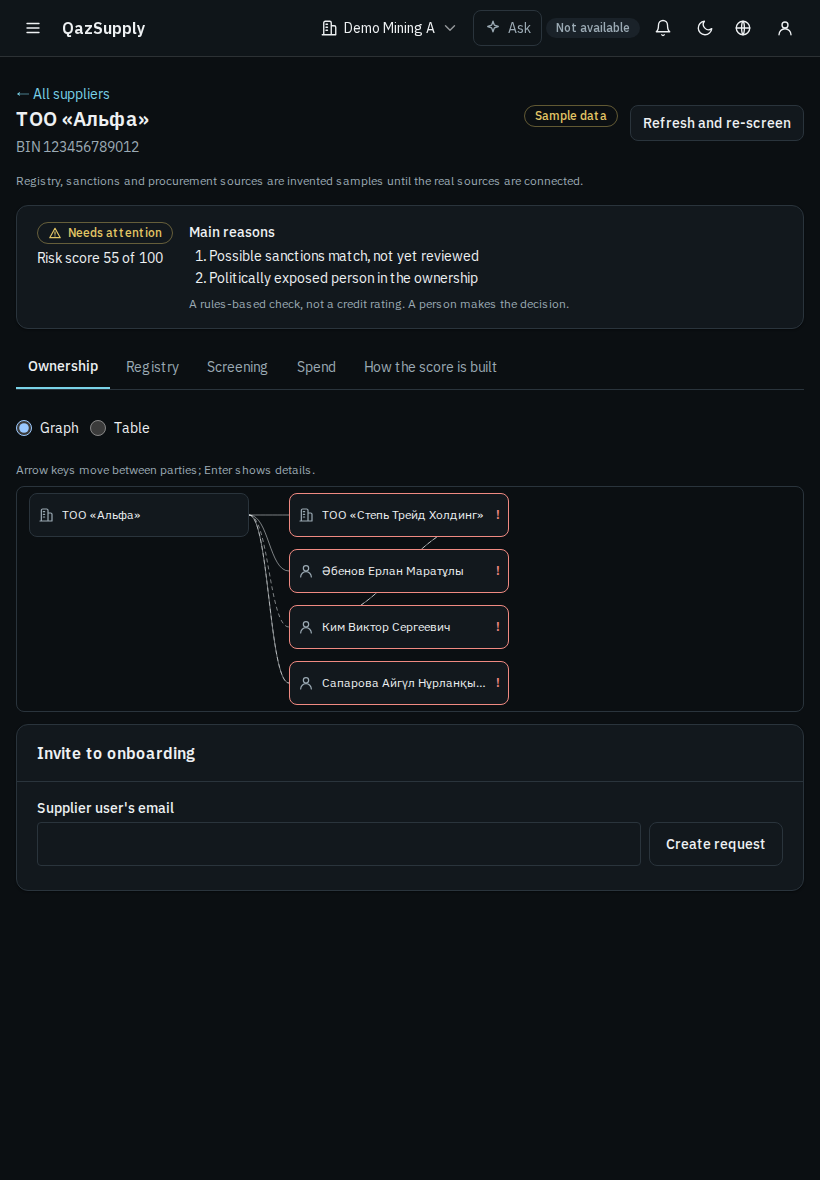 QazSupply
Demo Mining A
Ask
Not available
← All suppliers
ТОО «Альфа»
Sample data
Refresh and re-screen
BIN 123456789012
Registry, sanctions and procurement sources are invented samples until the real sources are connected.
Needs attention
Risk score 55 of 100
Main reasons
1. Possible sanctions match, not yet reviewed
2. Politically exposed person in the ownership
A rules-based check, not a credit rating. A person makes the decision.
Ownership
Registry
Screening
Spend
How the score is built
Graph
Table
Arrow keys move between parties; Enter shows details.
ТОО «Альфа»
ТОО «Степь Трейд Холдинг» !
Әбенов Ерлан Маратұлы !
Ким Виктор Сергеевич !
Сапарова Айгүл Нұрланқы... !
Invite to onboarding
Supplier user's email
Create request